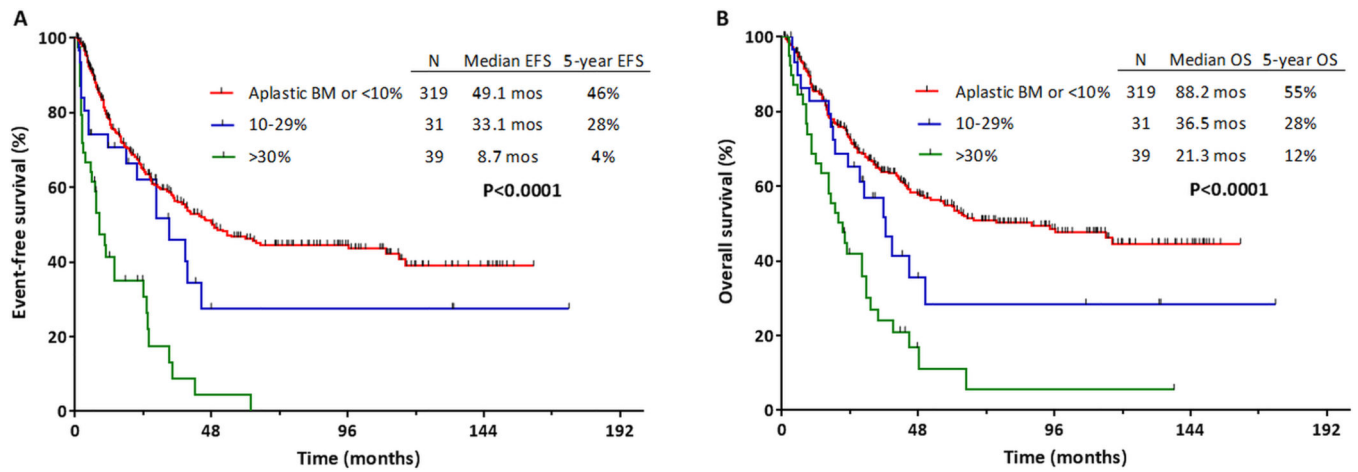 A
Event-free survival (%)
100
80
60
40
20
0
N Median EFS 5-year EFS
Aplastic BM or <10% 319 49.1 mos 46%
10-29% 31 33.1 mos 28%
>30% 39 8.7 mos 4%
P<0.0001
0 48 96 144 192
Time (months)
B
Overall survival (%)
100
80
60
40
20
0
N Median OS 5-year OS
Aplastic BM or <10% 319 88.2 mos 55%
10-29% 31 36.5 mos 28%
>30% 39 21.3 mos 12%
P<0.0001
0 48 96 144 192
Time (months)